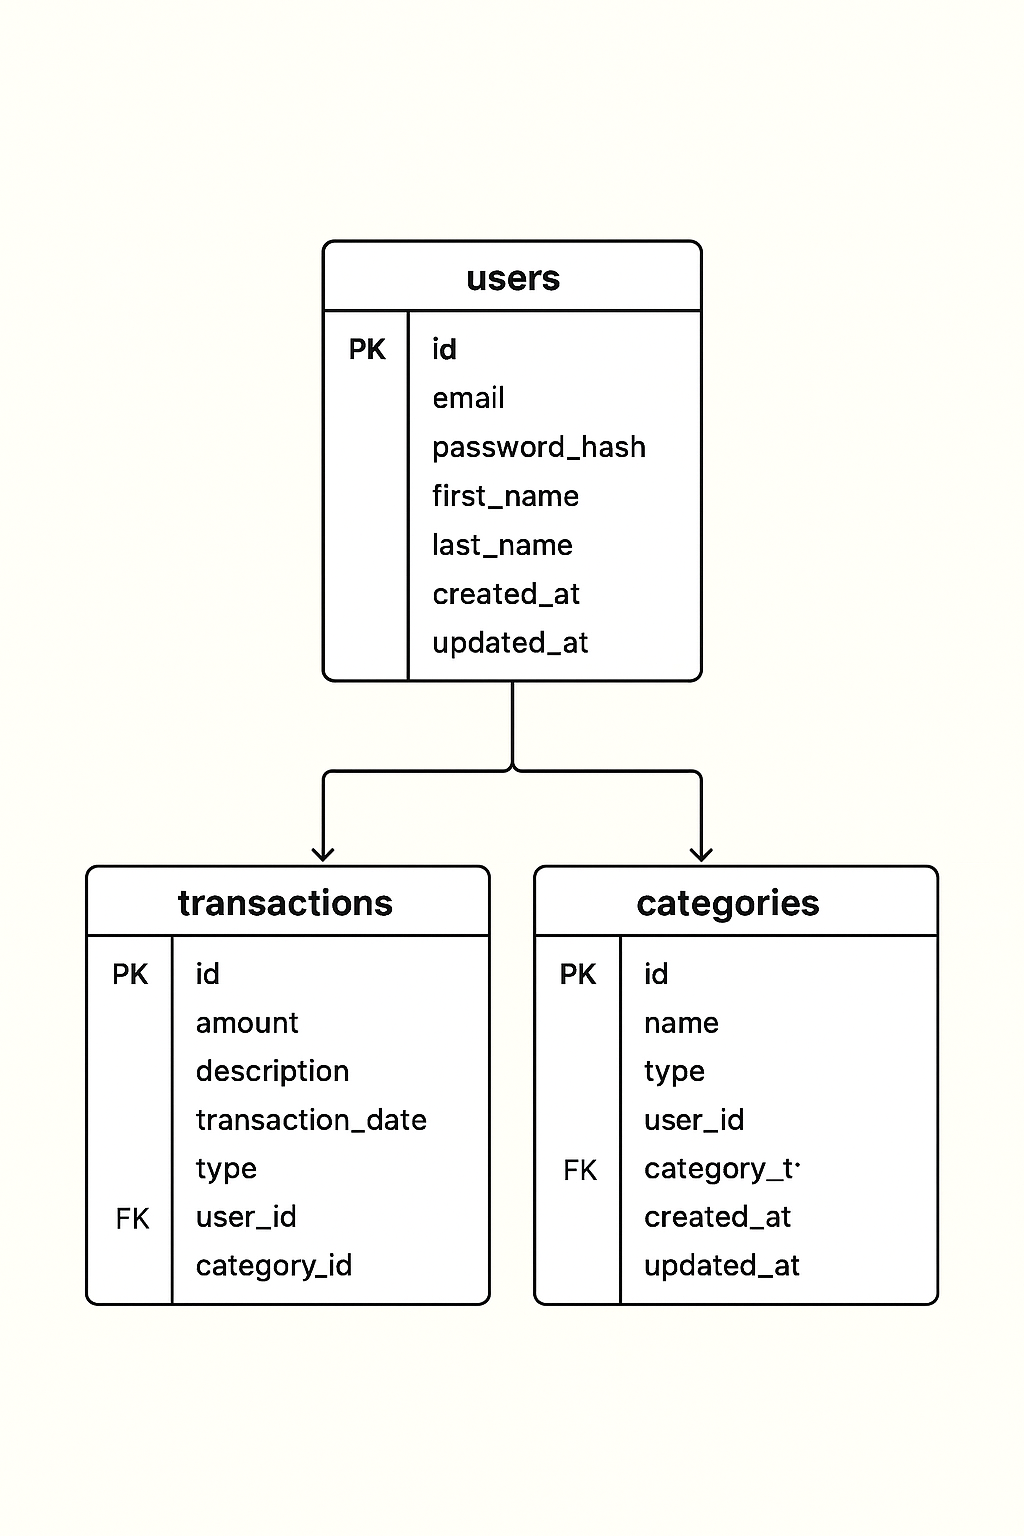 users
PK id
email
password_hash
first_name
last_name
created_at
updated_at
transactions
PK id
amount
description
transaction_date
type
FK user_id
category_id
categories
PK id
name
type
user_id
FK category_t·
created_at
updated_at